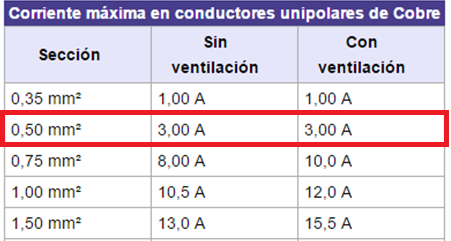 Corriente máxima en conductores unipolares de Cobre
Sección Sin ventilación Con ventilación
0,35 mm² 1,00 A 1,00 A
0,50 mm² 3,00 A 3,00 A
0,75 mm² 8,00 A 10,0 A
1,00 mm² 10,5 A 12,0 A
1,50 mm² 13,0 A 15,5 A